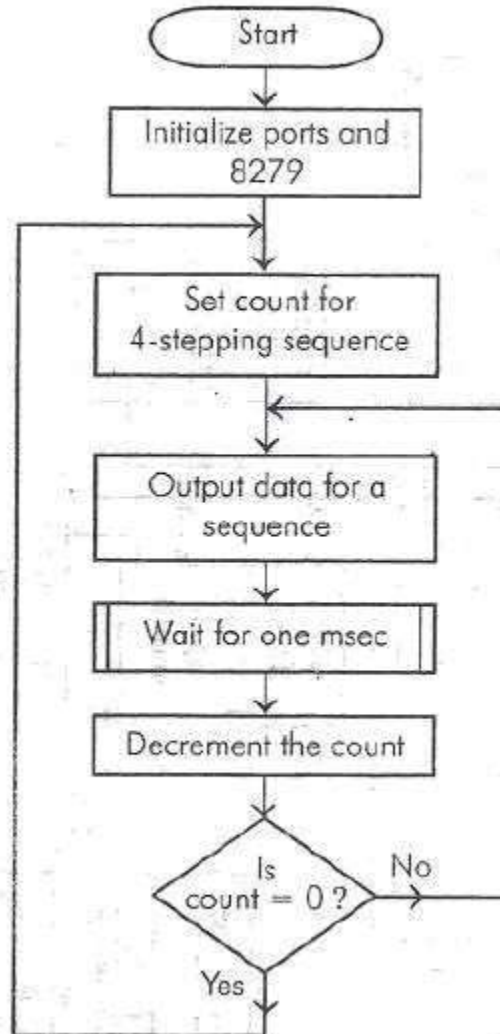 Start
Initialize ports and
8279
Set count for
4-stepping sequence
Output data for a
sequence
Wait for one msec
Decrement the count
Is
count = 0 ?
No
Yes